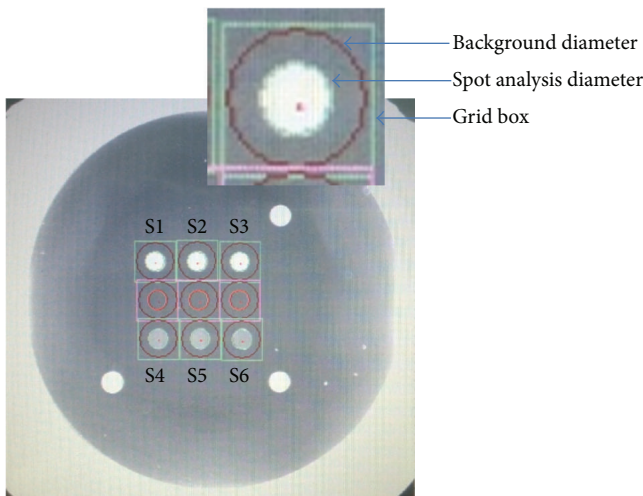 Background diameter
Spot analysis diameter
Grid box
S1 S2 S3
S4 S5 S6